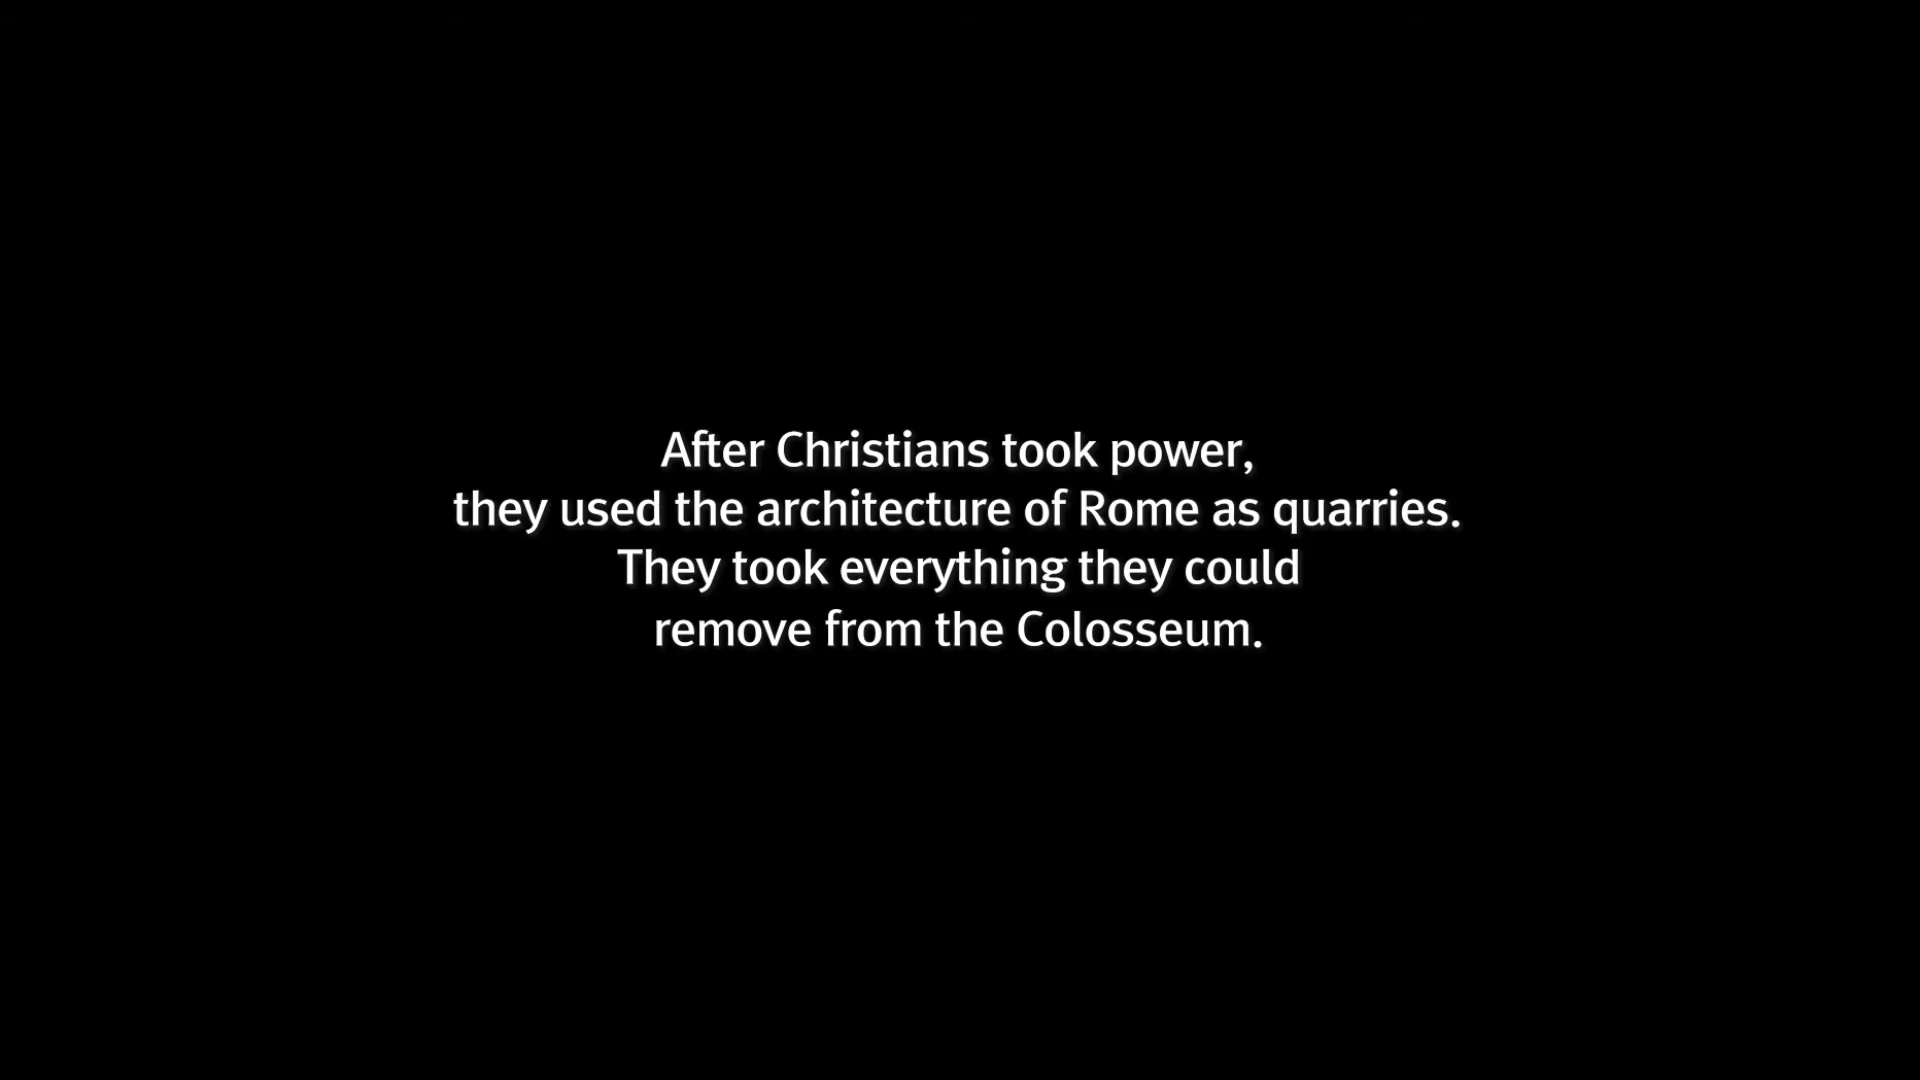 After Christians took power,
they used the architecture of Rome as quarries.
They took everything they could
remove from the Colosseum.